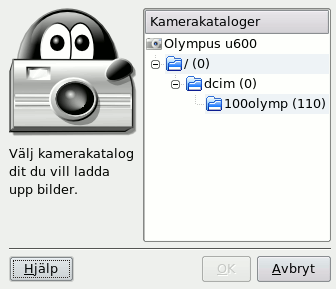 Kamerakataloger
Olympus u600
/ (0)
dcim (0)
100olymp (110)
Välj kamerakatalog
dit du vill ladda
upp bilder.
Hjälp
OK
Avbryt